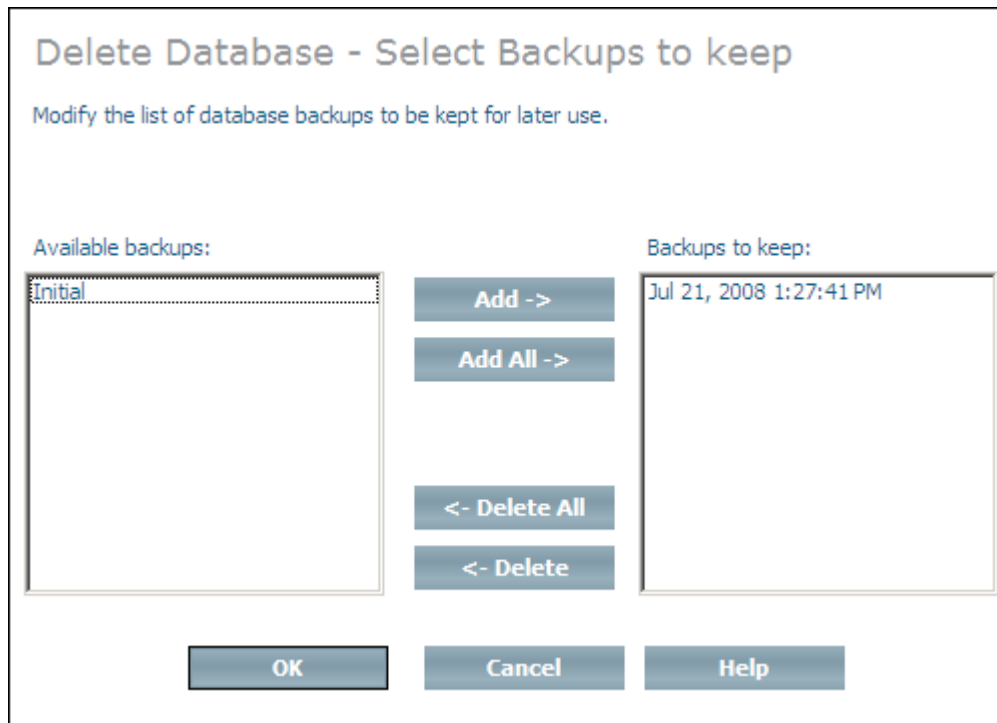 Delete Database - Select Backups to keep
Modify the list of database backups to be kept for later use.
Available backups:
Initial
Add ->
Add All ->
<- Delete All
<- Delete
Backups to keep:
Jul 21, 2008 1:27:41 PM
OK
Cancel
Help